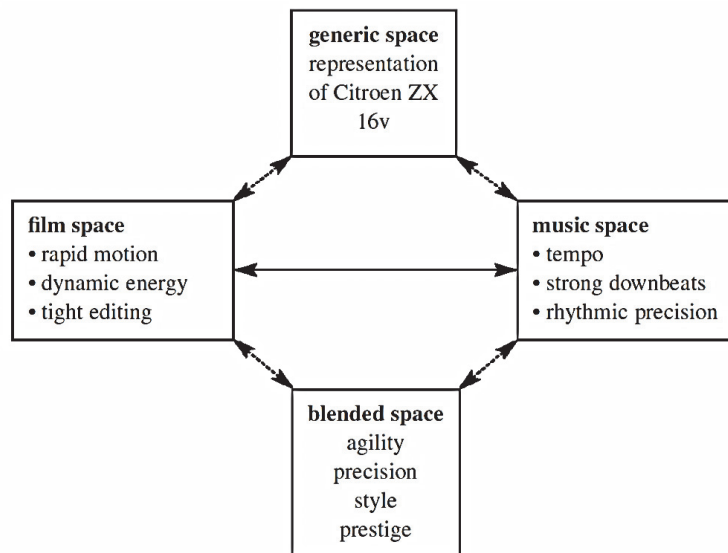 generic space
representation
of Citroen ZX
16v
film space
• rapid motion
• dynamic energy
• tight editing
music space
• tempo
• strong downbeats
• rhythmic precision
blended space
agility
precision
style
prestige